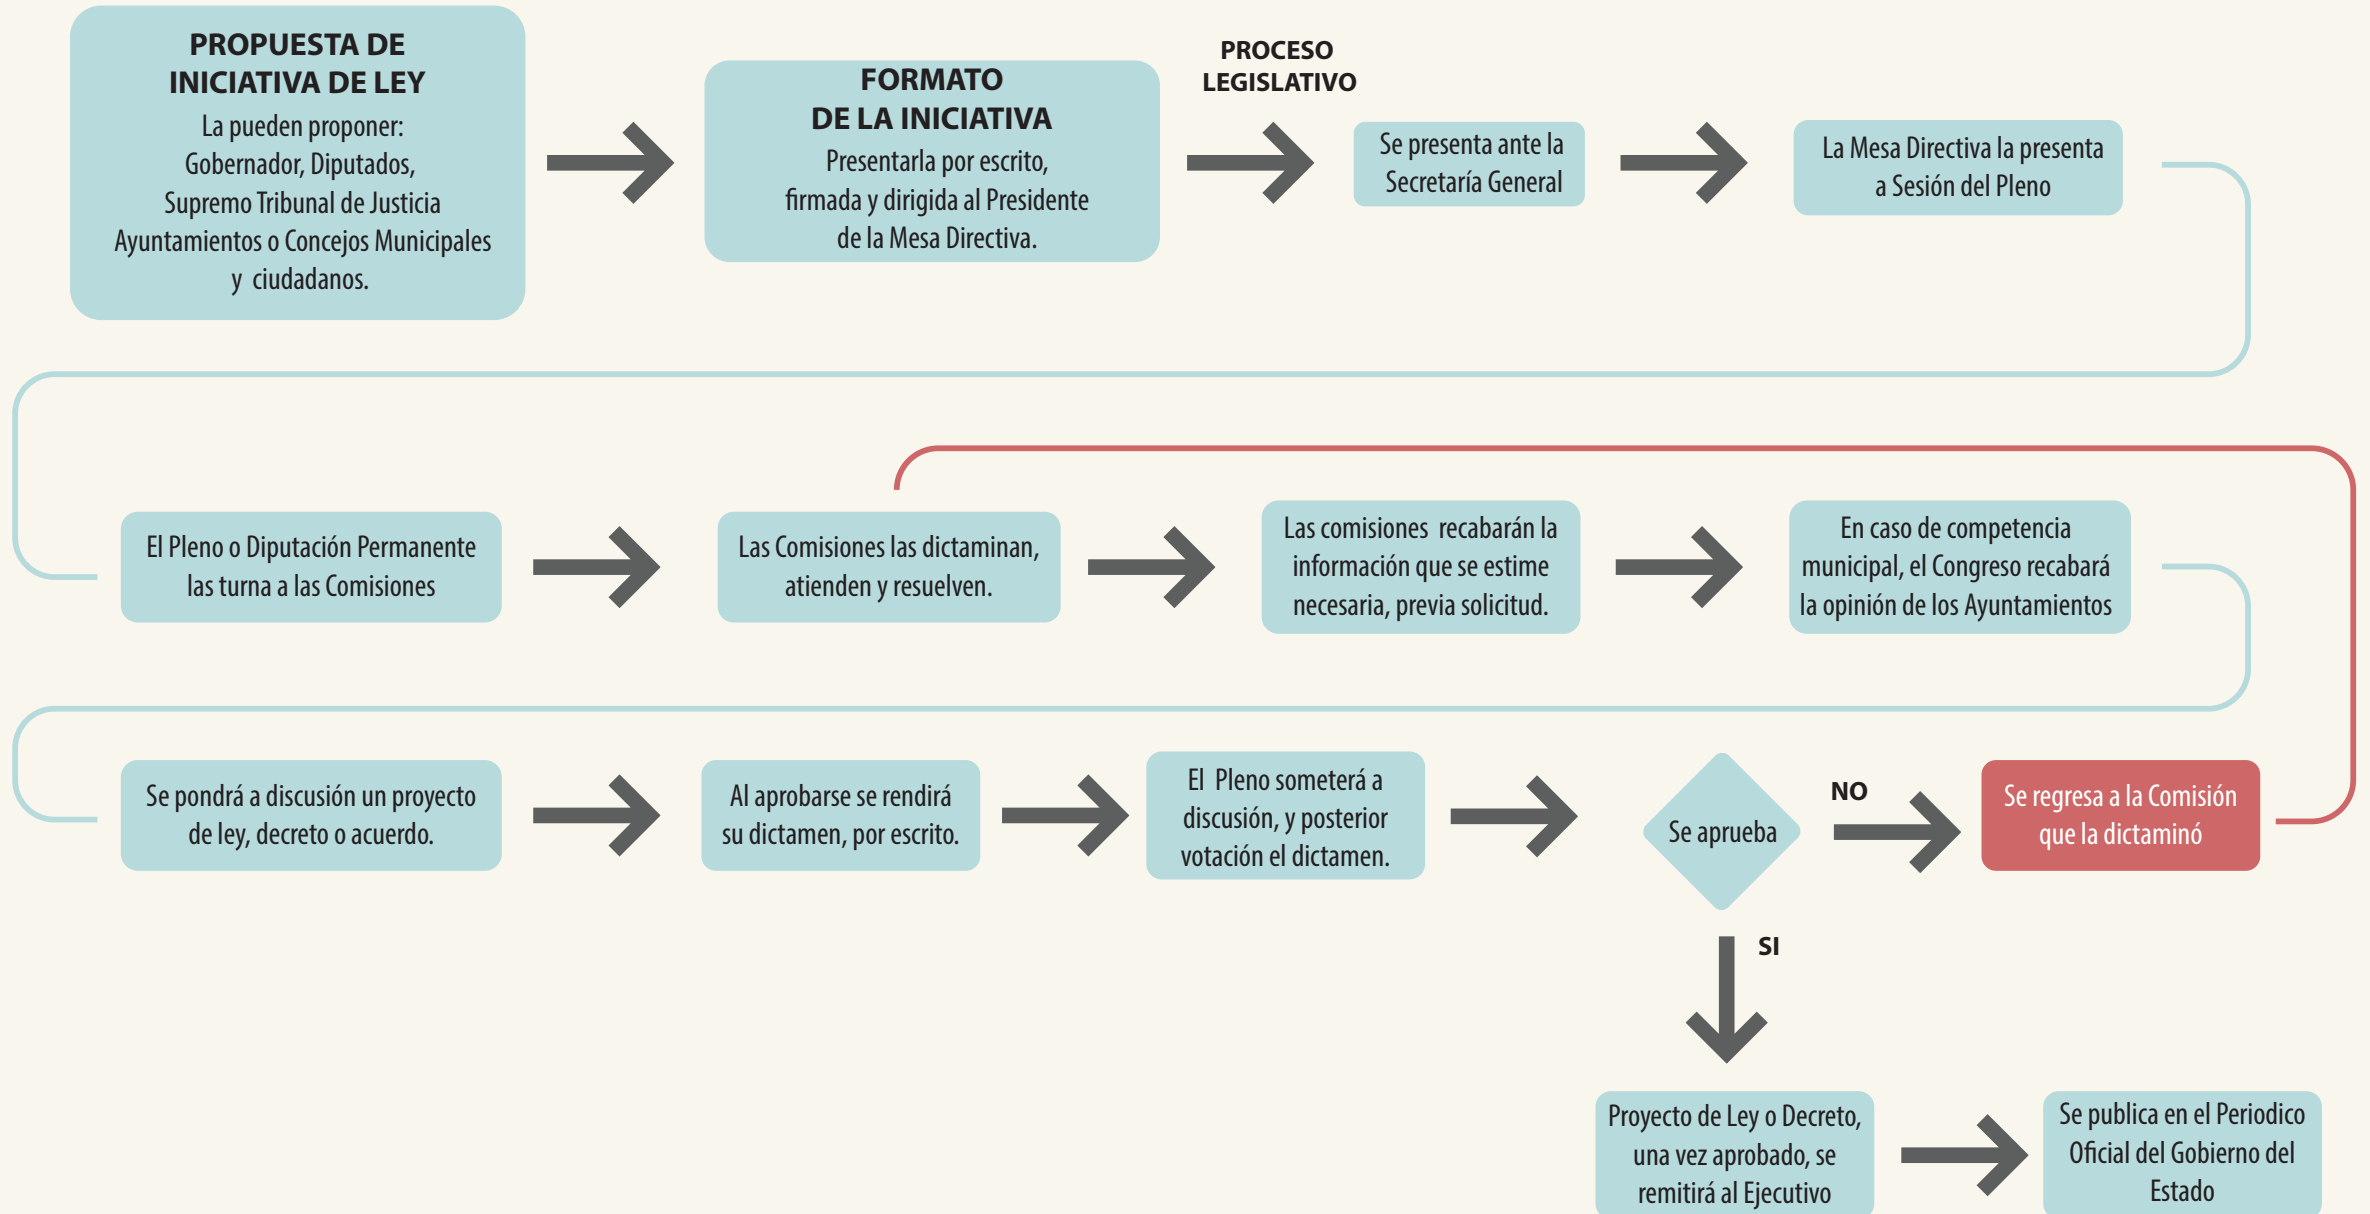 PROPUESTA DE
INICIATIVA DE LEY
La pueden proponer:
Gobernador, Diputados,
Supremo Tribunal de Justicia
Ayuntamientos o Concejos Municipales
y ciudadanos.
FORMATO
DE LA INICIATIVA
Presentarla por escrito,
firmada y dirigida al Presidente
de la Mesa Directiva.
PROCESO
LEGISLATIVO
Se presenta ante la
Secretaría General
La Mesa Directiva la presenta
a Sesión del Pleno
El Pleno o Diputación Permanente
las turna a las Comisiones
Las Comisiones las dictaminan,
atienden y resuelven.
Las comisiones recabarán la
información que se estime
necesaria, previa solicitud.
En caso de competencia
municipal, el Congreso recabará
la opinión de los Ayuntamientos
Se pondrá a discusión un proyecto
de ley, decreto o acuerdo.
Al aprobarse se rendirá
su dictamen, por escrito.
El Pleno someterá a
discusión, y posterior
votación el dictamen.
Se aprueba
NO
Se regresa a la Comisión
que la dictaminó
SI
Proyecto de Ley o Decreto,
una vez aprobado, se
remitirá al Ejecutivo
Se publica en el Periodico
Oficial del Gobierno del
Estado